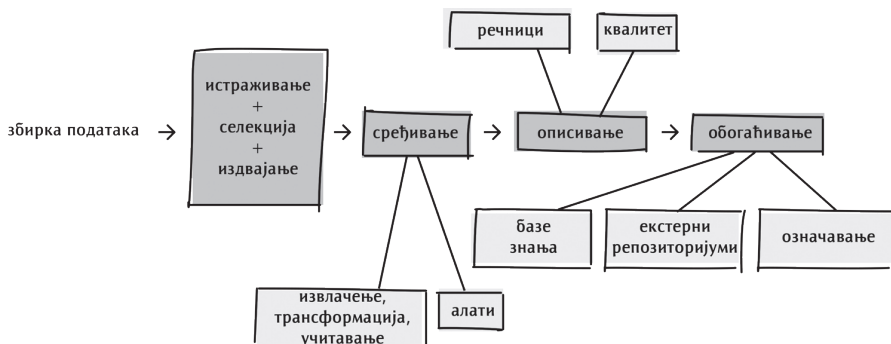 речници
квалитет
збирка података
истраживање
+
селекција
+
издвајање
сређивање
описивање
обогаћивање
базе
знања
екстерни
репозиторијуми
означавање
извлачење,
трансформација,
учитавање
алати